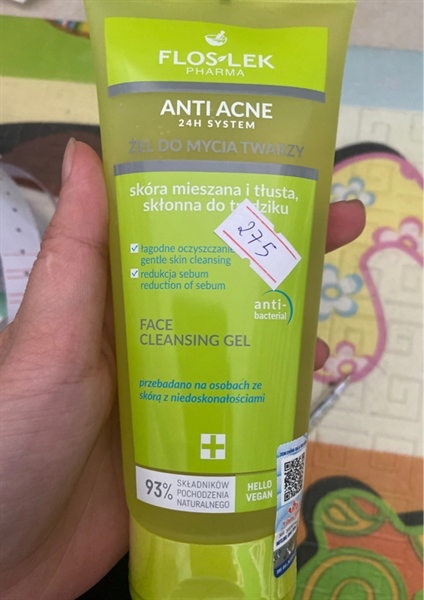 FLOS·LEK
PHARMA
ANTI ACNE
24H SYSTEM
ŻEL DO MYCIA TWARZY
skóra mieszana i tłusta,
skłonna do
275
łagodne oczyszczanie
gentle skin cleansing
redukcja sebum
reduction of sebum
anti-
bacterial
FACE
CLEANSING GEL
przebadano na osobach ze
skórą z niedoskonałościami
93%
SKŁADNIKÓW
POCHODZENIA
NATURALNEGO
HELLO
VEGAN